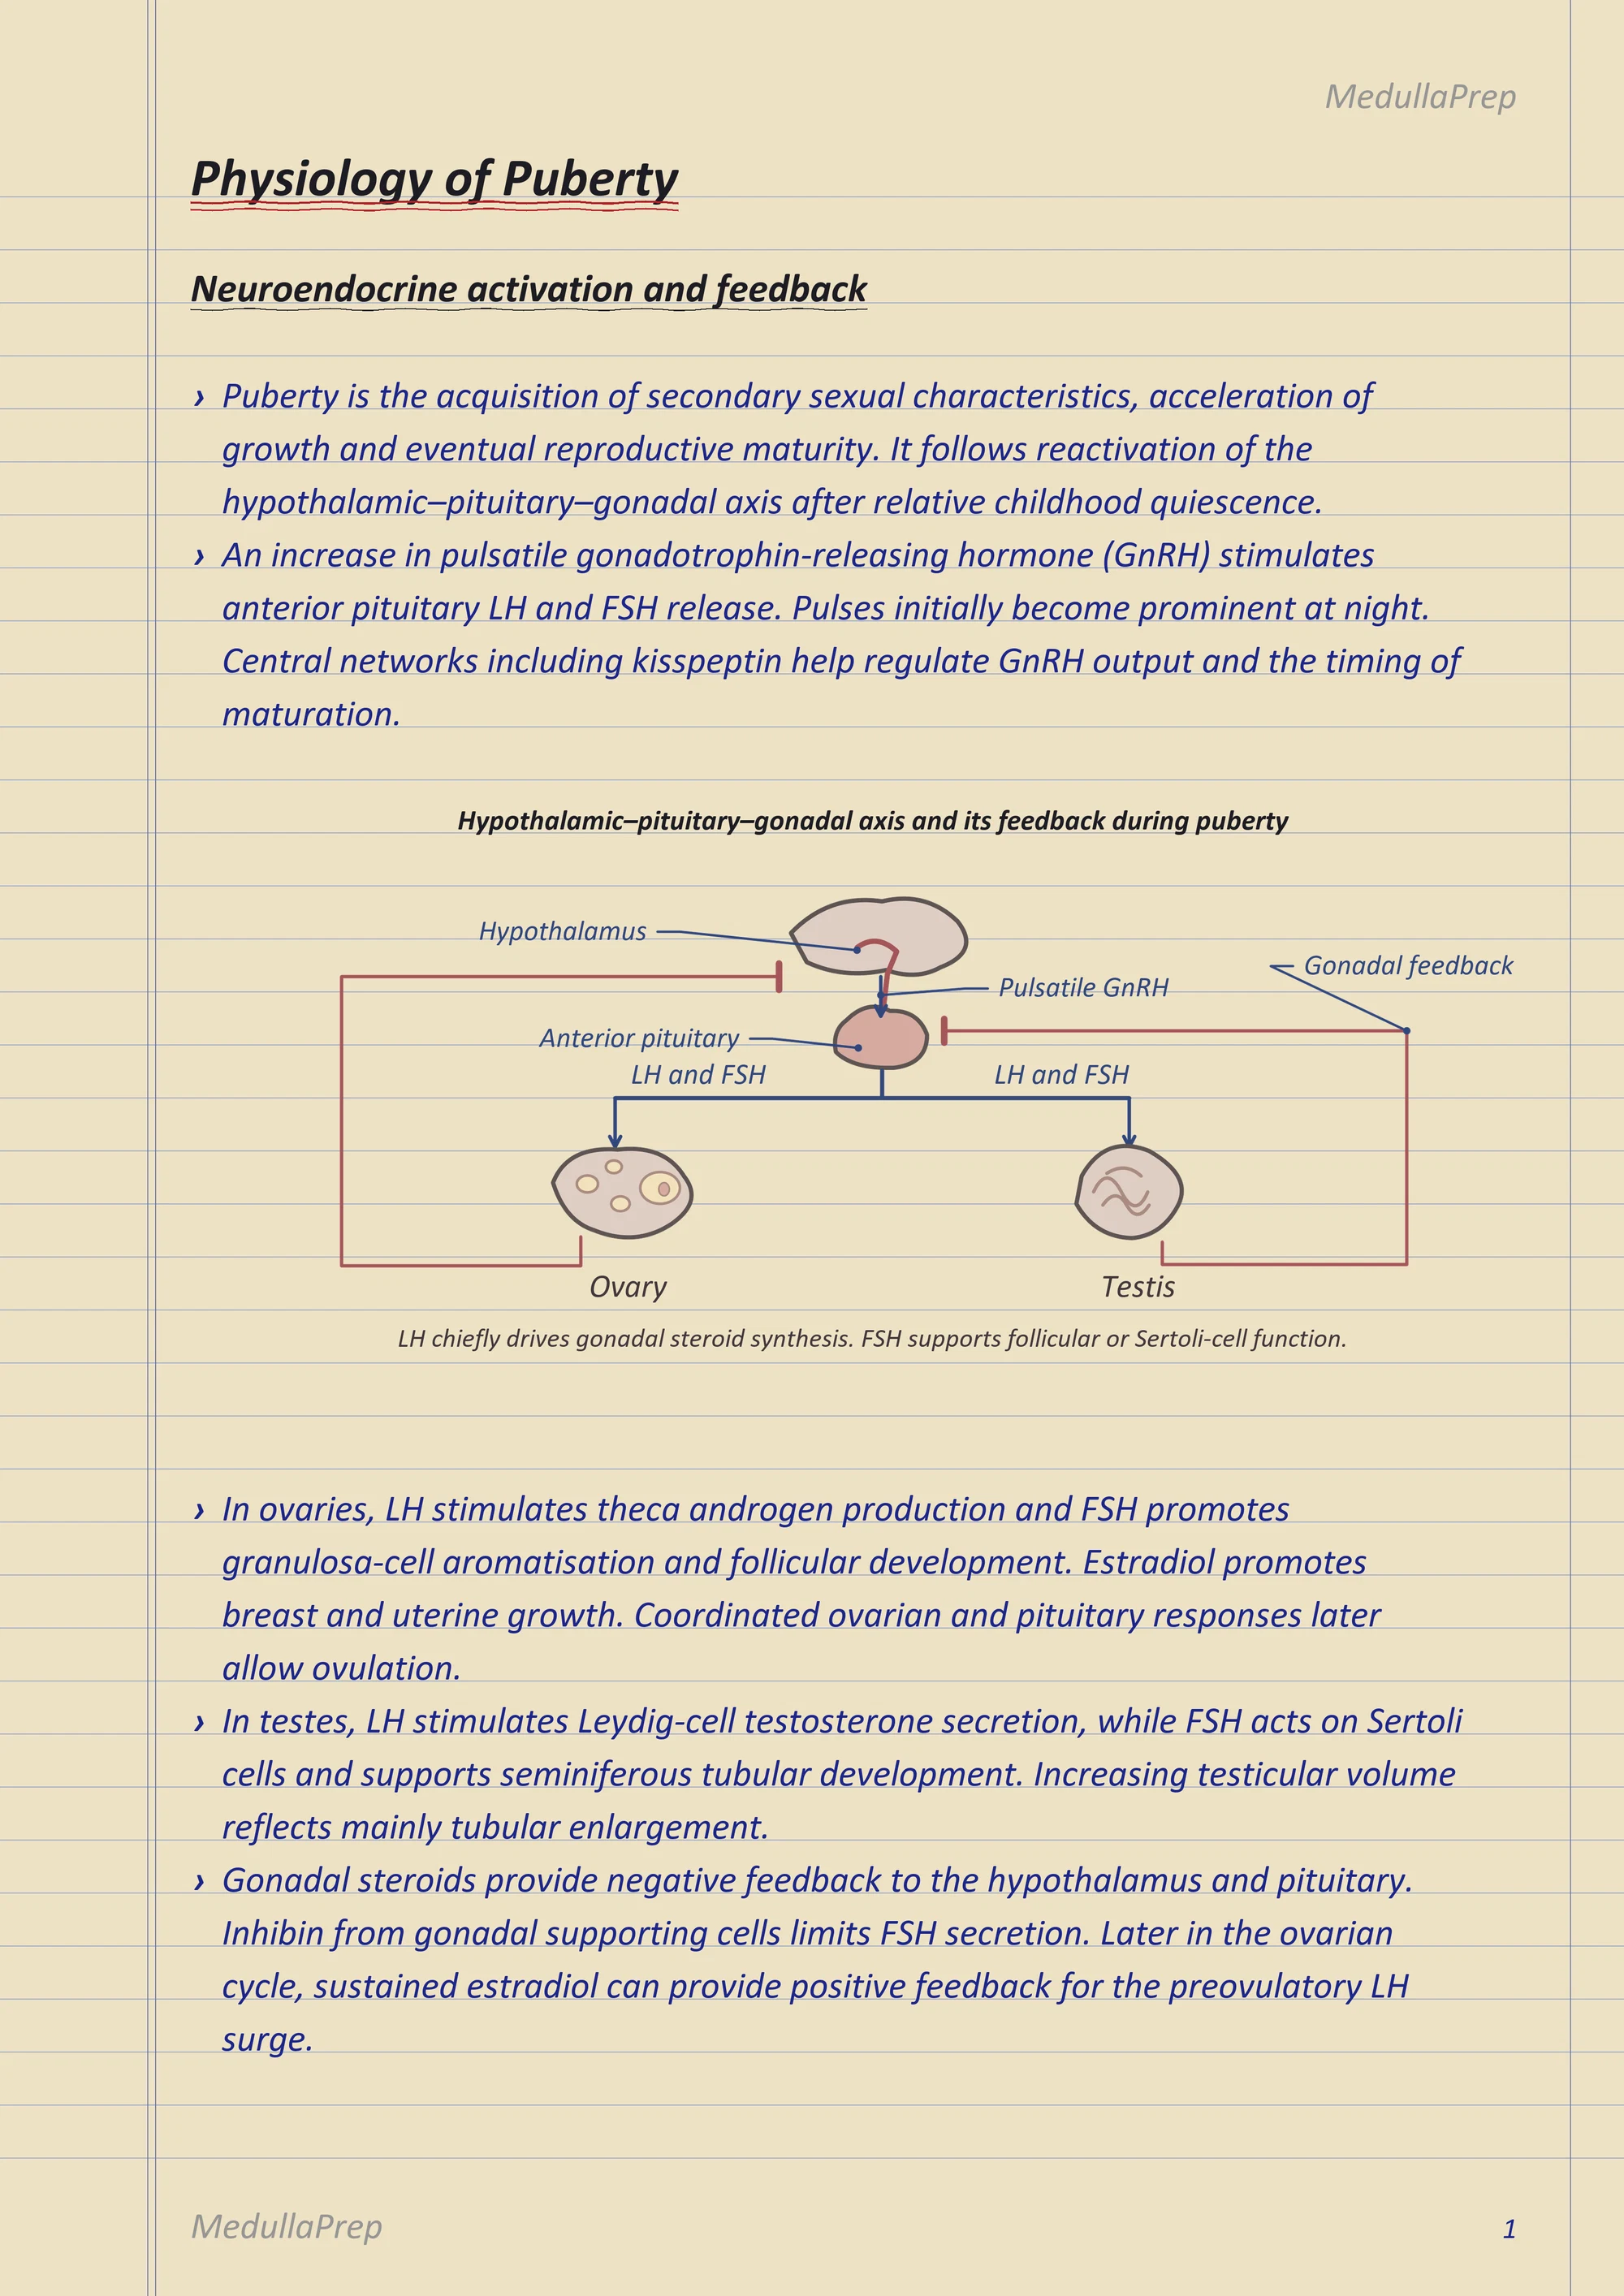 MedullaPrep
Physiology of Puberty
Neuroendocrine activation and feedback
› Puberty is the acquisition of secondary sexual characteristics, acceleration of
growth and eventual reproductive maturity. It follows reactivation of the
hypothalamic–pituitary–gonadal axis after relative childhood quiescence.
› An increase in pulsatile gonadotrophin-releasing hormone (GnRH) stimulates
anterior pituitary LH and FSH release. Pulses initially become prominent at night.
Central networks including kisspeptin help regulate GnRH output and the timing of
maturation.
Hypothalamic–pituitary–gonadal axis and its feedback during puberty
Hypothalamus
Gonadal feedback
Pulsatile GnRH
Anterior pituitary
LH and FSH
LH and FSH
Ovary
Testis
LH chiefly drives gonadal steroid synthesis. FSH supports follicular or Sertoli-cell function.
› In ovaries, LH stimulates theca androgen production and FSH promotes
granulosa-cell aromatisation and follicular development. Estradiol promotes
breast and uterine growth. Coordinated ovarian and pituitary responses later
allow ovulation.
› In testes, LH stimulates Leydig-cell testosterone secretion, while FSH acts on Sertoli
cells and supports seminiferous tubular development. Increasing testicular volume
reflects mainly tubular enlargement.
› Gonadal steroids provide negative feedback to the hypothalamus and pituitary.
Inhibin from gonadal supporting cells limits FSH secretion. Later in the ovarian
cycle, sustained estradiol can provide positive feedback for the preovulatory LH
surge.
MedullaPrep
1